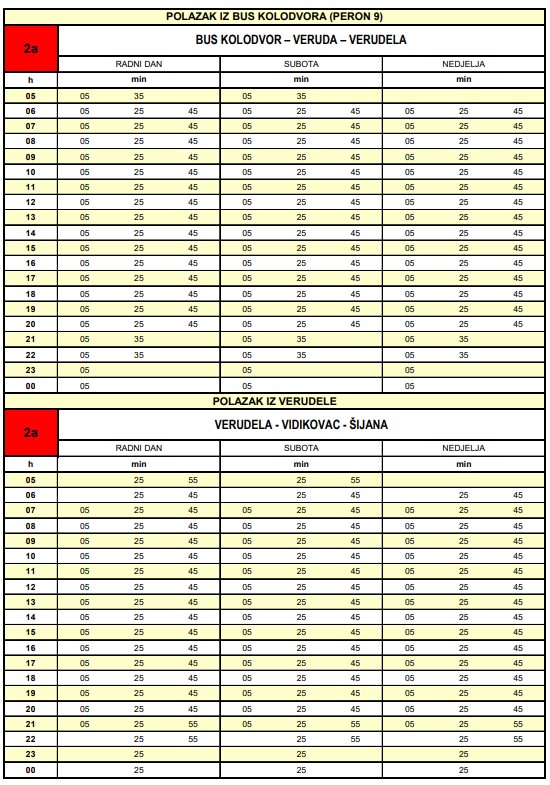 POLAZAK IZ BUS KOLODVORA (PERON 9)
2a BUS KOLODVOR – VERUDA – VERUDELA
RADNI DAN SUBOTA NEDJELJA
h min min min
05 05 35 05 35
06 05 25 45 05 25 45 05 25 45
07 05 25 45 05 25 45 05 25 45
08 05 25 45 05 25 45 05 25 45
09 05 25 45 05 25 45 05 25 45
10 05 25 45 05 25 45 05 25 45
11 05 25 45 05 25 45 05 25 45
12 05 25 45 05 25 45 05 25 45
13 05 25 45 05 25 45 05 25 45
14 05 25 45 05 25 45 05 25 45
15 05 25 45 05 25 45 05 25 45
16 05 25 45 05 25 45 05 25 45
17 05 25 45 05 25 45 05 25 45
18 05 25 45 05 25 45 05 25 45
19 05 25 45 05 25 45 05 25 45
20 05 25 45 05 25 45 05 25 45
21 05 35 05 35 05 35
22 05 35 05 35 05 35
23 05 05 05
00 05 05 05
POLAZAK IZ VERUDELE
2a VERUDELA - VIDIKOVAC - ŠIJANA
RADNI DAN SUBOTA NEDJELJA
h min min min
05 25 55 25 55
06 25 45 25 45 25 45
07 05 25 45 05 25 45 05 25 45
08 05 25 45 05 25 45 05 25 45
09 05 25 45 05 25 45 05 25 45
10 05 25 45 05 25 45 05 25 45
11 05 25 45 05 25 45 05 25 45
12 05 25 45 05 25 45 05 25 45
13 05 25 45 05 25 45 05 25 45
14 05 25 45 05 25 45 05 25 45
15 05 25 45 05 25 45 05 25 45
16 05 25 45 05 25 45 05 25 45
17 05 25 45 05 25 45 05 25 45
18 05 25 45 05 25 45 05 25 45
19 05 25 45 05 25 45 05 25 45
20 05 25 45 05 25 45 05 25 45
21 05 25 55 05 25 55 05 25 55
22 25 55 25 55 25 55
23 25 25 25
00 25 25 25